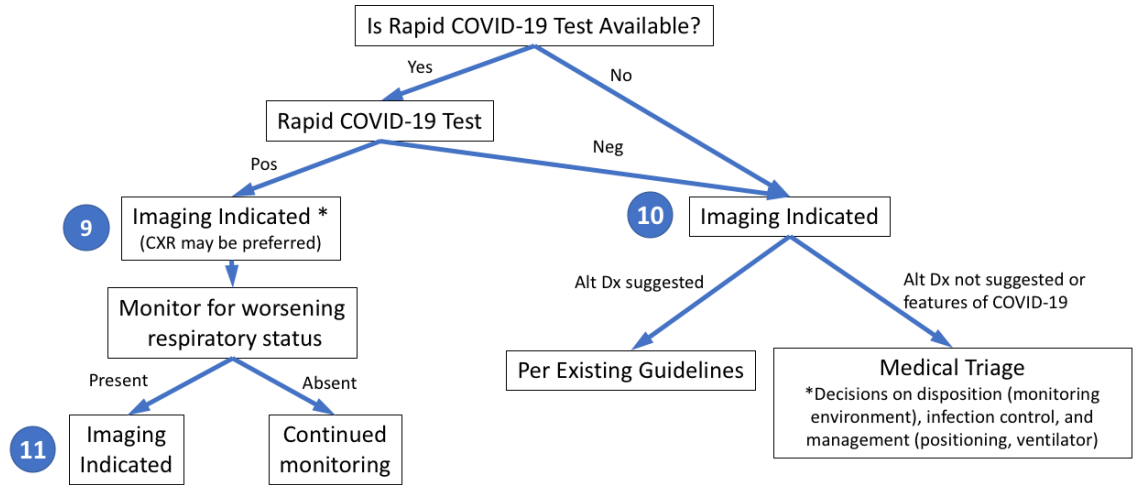 Is Rapid COVID-19 Test Available?
Yes
No
Rapid COVID-19 Test
Pos
Neg
9
Imaging Indicated *
(CXR may be preferred)
10
Imaging Indicated
Alt Dx suggested
Alt Dx not suggested or
features of COVID-19
Monitor for worsening
respiratory status
Per Existing Guidelines
Medical Triage
*Decisions on disposition (monitoring
environment), infection control, and
management (positioning, ventilator)
Present
Absent
11
Imaging
Indicated
Continued
monitoring